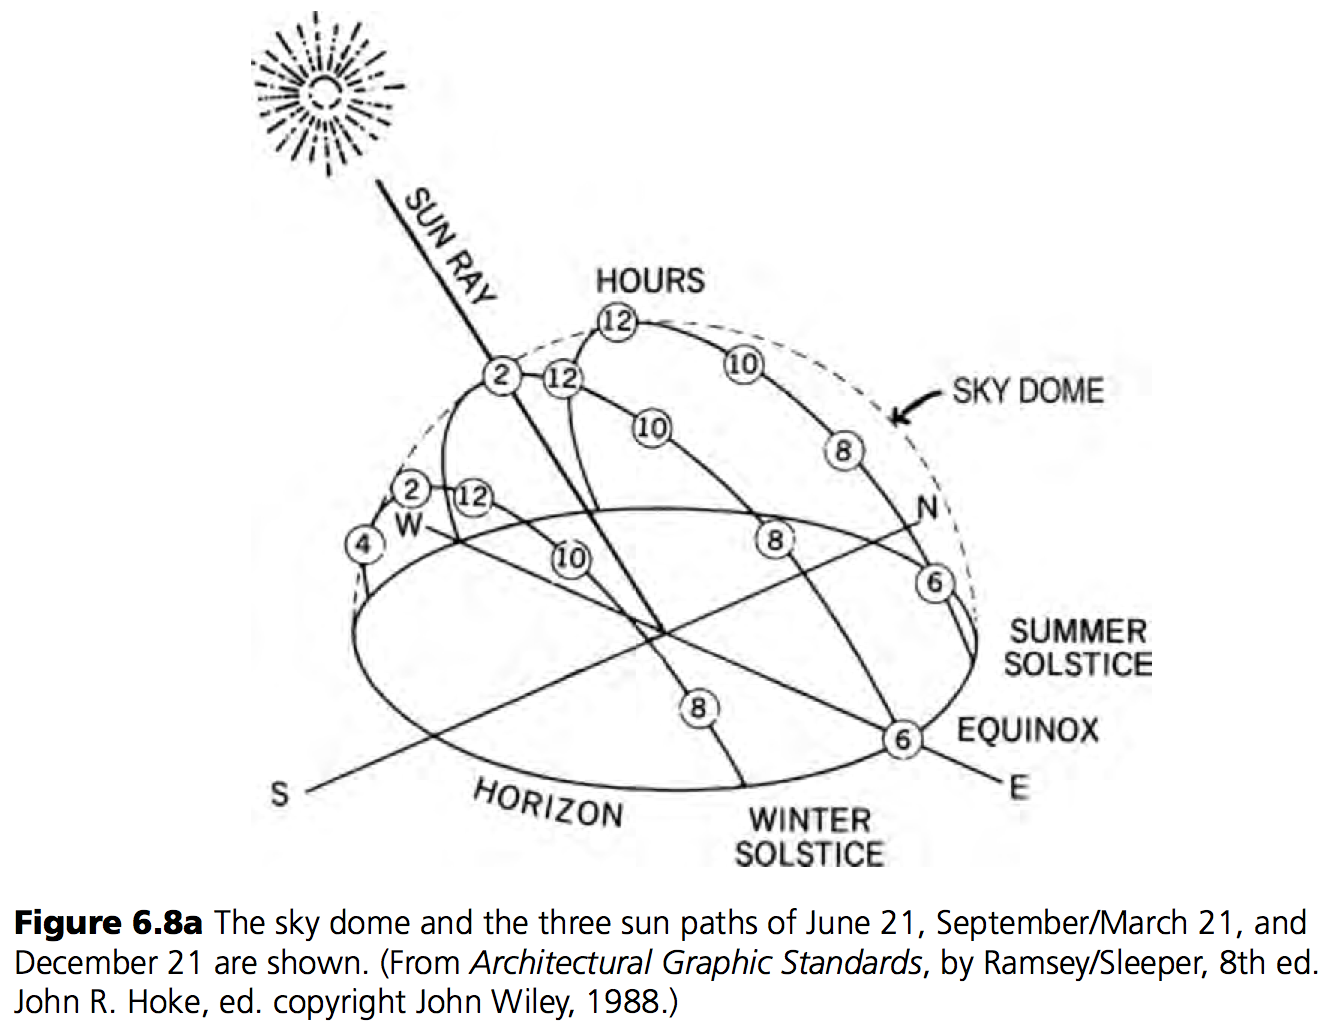 SUN RAY
HOURS
12
2
12
10
SKY DOME
10
8
2
12
W
N
4
10
8
6
SUMMER
SOLSTICE
8
6
EQUINOX
S
E
HORIZON
WINTER
SOLSTICE
Figure 6.8a The sky dome and the three sun paths of June 21, September/March 21, and
December 21 are shown. (From Architectural Graphic Standards, by Ramsey/Sleeper, 8th ed.
John R. Hoke, ed. copyright John Wiley, 1988.)